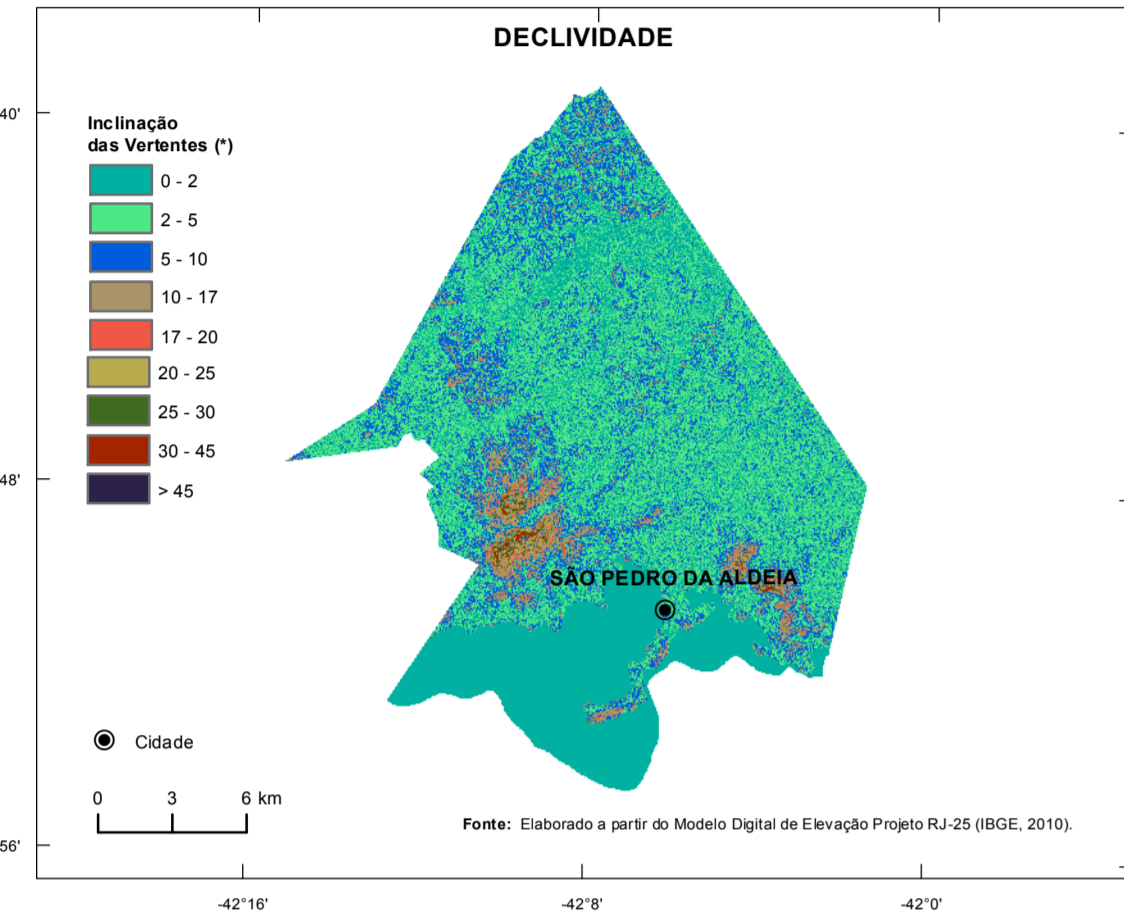 DECLIVIDADE
40'
Inclinação
das Vertentes (*)
0 - 2
2 - 5
5 - 10
10 - 17
17 - 20
20 - 25
25 - 30
30 - 45
> 45
48'
SÃO PEDRO DA ALDEIA
Cidade
0 3 6 km
Fonte: Elaborado a partir do Modelo Digital de Elevação Projeto RJ-25 (IBGE, 2010).
56'
-42°16' -42°8' -42°0'